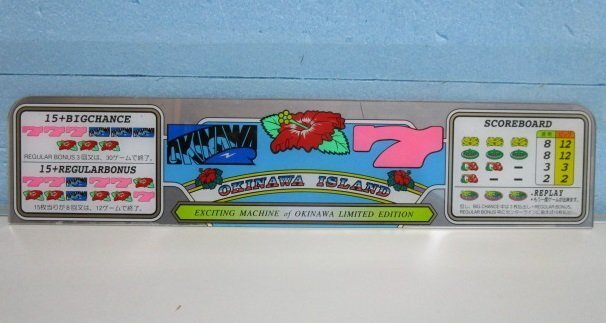 15+BIGCHANCE
REGULAR BONUS 3回又は、30ゲームで終了。
15+REGULARBONUS
15枚当りが8回又は、12ゲームで終了。
OKINAWA
7
OKINAWA ISLAND
EXCITING MACHINE of OKINAWA LIMITED EDITION
SCOREBOARD
8 12
8 12
3 3
2 2
REPLAY